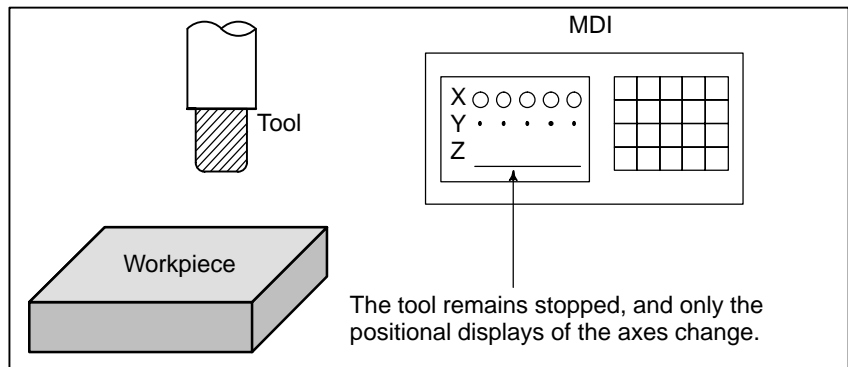 MDI
Tool
X
Y
Z
Workpiece
The tool remains stopped, and only the
positional displays of the axes change.